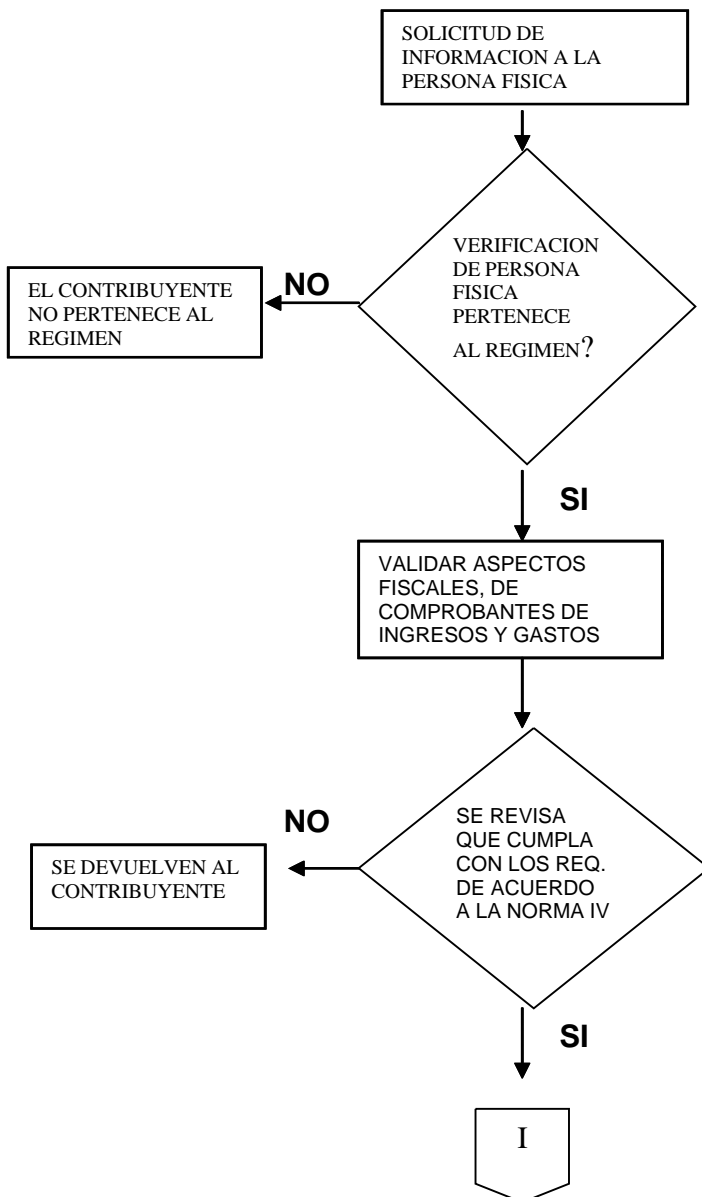 SOLICITUD DE
INFORMACION A LA
PERSONA FISICA
VERIFICACION
DE PERSONA
FISICA
PERTENECE
AL REGIMEN?
NO
EL CONTRIBUYENTE
NO PERTENECE AL
REGIMEN
SI
VALIDAR ASPECTOS
FISCALES, DE
COMPROBANTES DE
INGRESOS Y GASTOS
SE REVISA
QUE CUMPLA
CON LOS REQ.
DE ACUERDO
A LA NORMA IV
NO
SE DEVUELVEN AL
CONTRIBUYENTE
SI
I